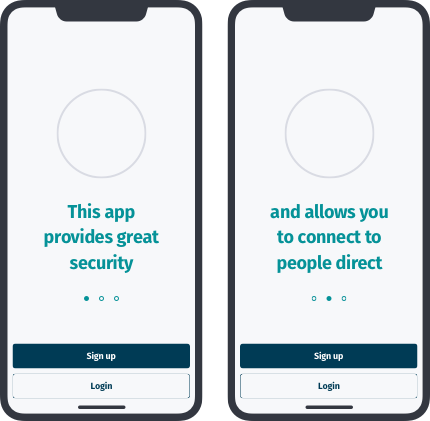 This app
provides great
security
Sign up
Login
and allows you
to connect to
people direct
Sign up
Login